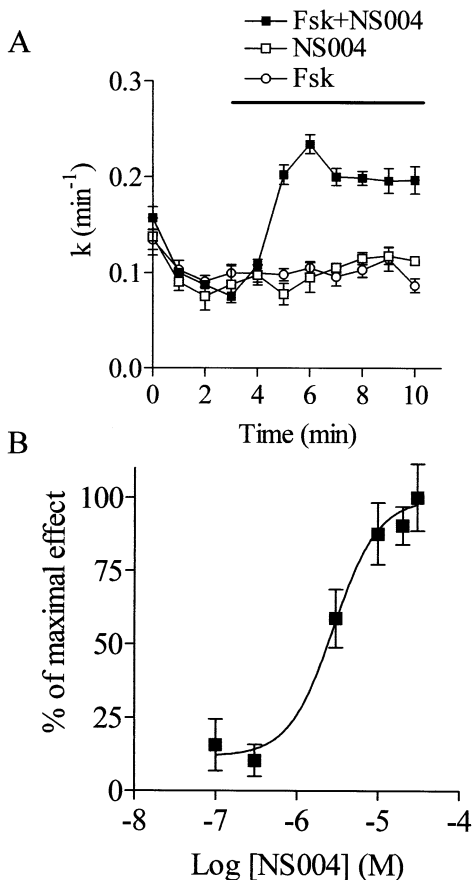 A
Fsk+NS004
NS004
Fsk
k (min⁻¹)
0.3
0.2
0.1
0.0
0 2 4 6 8 10
Time (min)
B
% of maximal effect
100
75
50
25
0
-8 -7 -6 -5 -4
Log [NS004] (M)